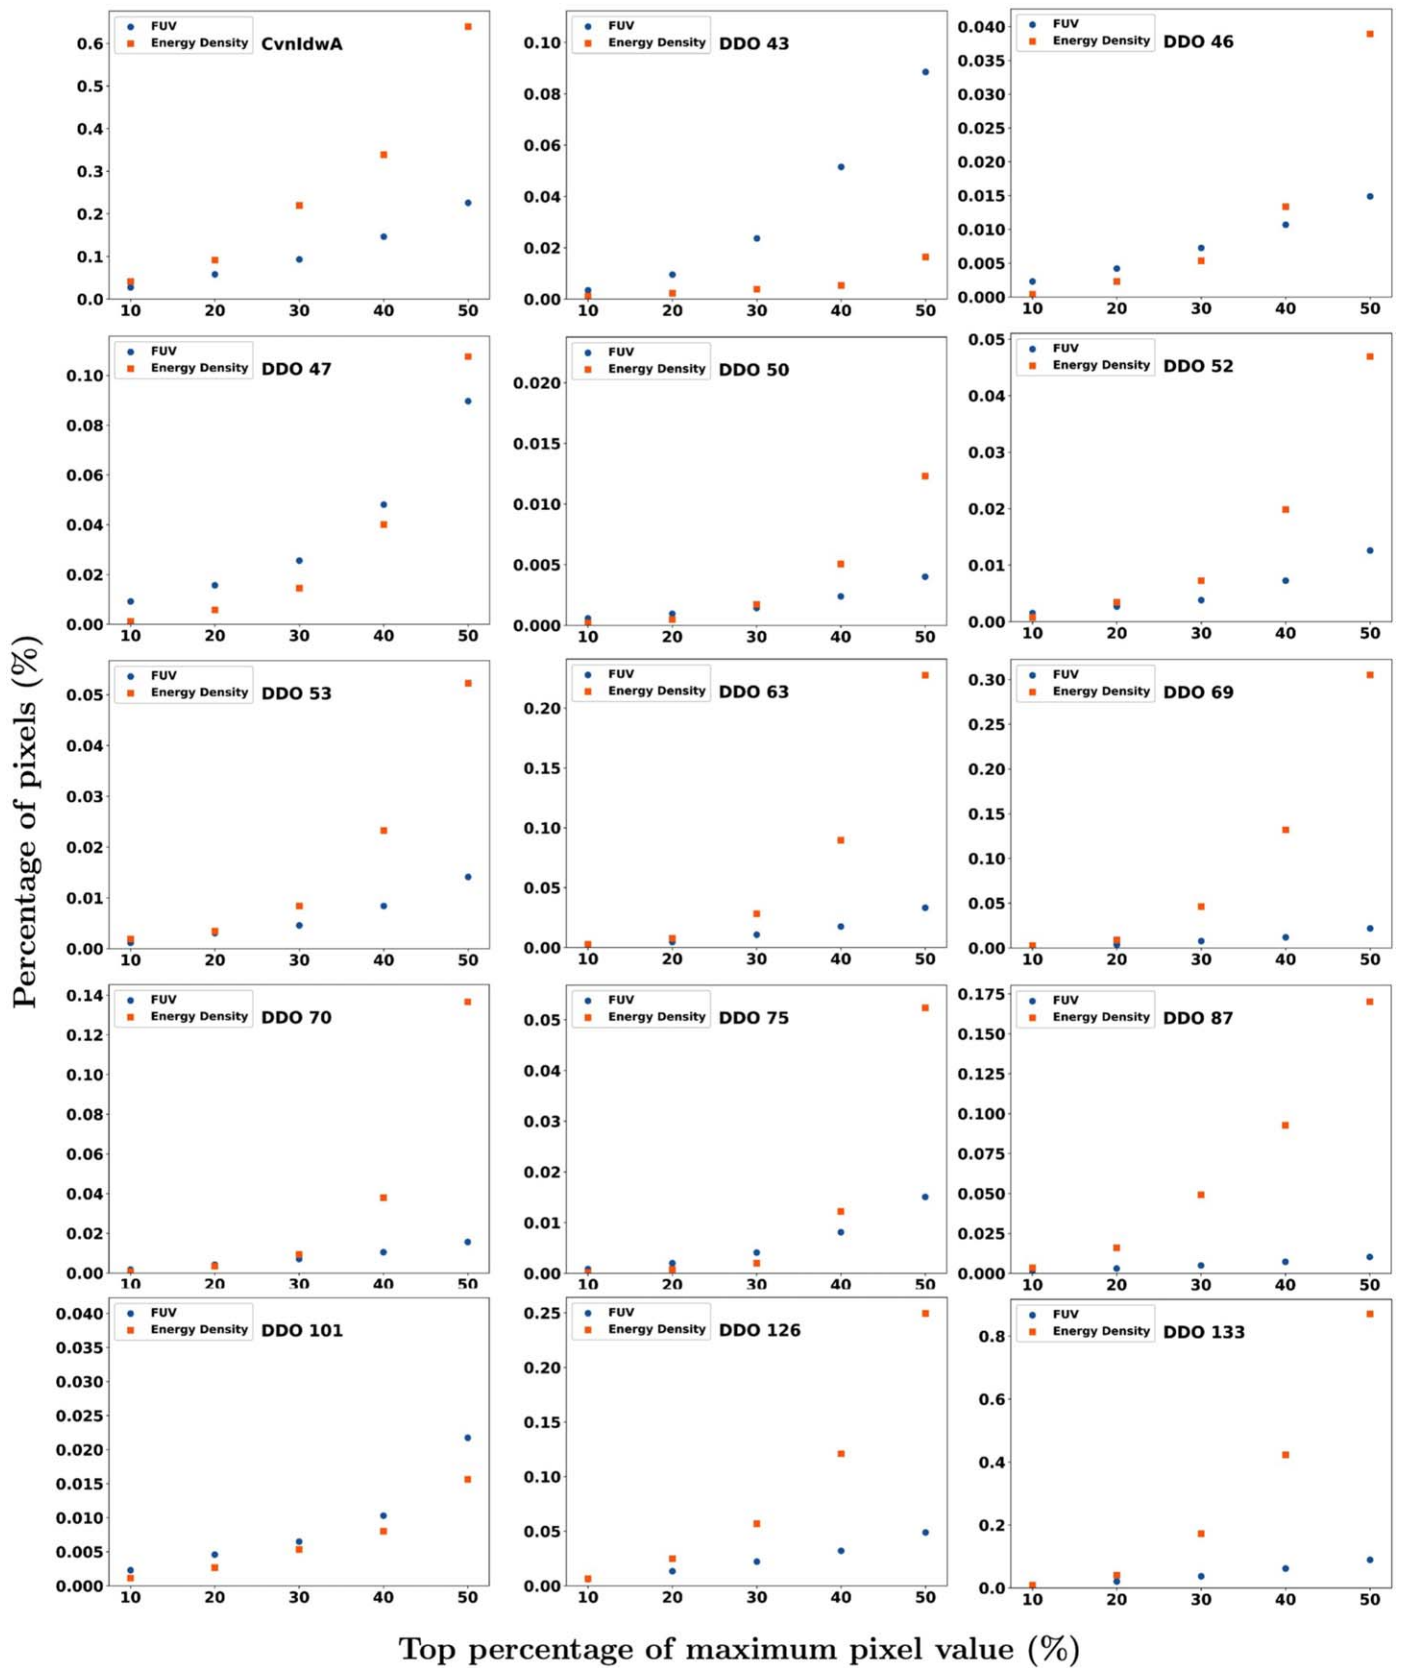 Percentage of pixels (%)
FUV
Energy Density
CvnIdwA
0.6
0.5
0.4
0.3
0.2
0.1
0.0
10 20 30 40 50
FUV
Energy Density
DDO 43
0.10
0.08
0.06
0.04
0.02
0.00
10 20 30 40 50
FUV
Energy Density
DDO 46
0.040
0.035
0.030
0.025
0.020
0.015
0.010
0.005
0.000
10 20 30 40 50
FUV
Energy Density
DDO 47
0.10
0.08
0.06
0.04
0.02
0.00
10 20 30 40 50
FUV
Energy Density
DDO 50
0.020
0.015
0.010
0.005
0.000
10 20 30 40 50
FUV
Energy Density
DDO 52
0.05
0.04
0.03
0.02
0.01
0.00
10 20 30 40 50
FUV
Energy Density
DDO 53
0.05
0.04
0.03
0.02
0.01
0.00
10 20 30 40 50
FUV
Energy Density
DDO 63
0.20
0.15
0.10
0.05
0.00
10 20 30 40 50
FUV
Energy Density
DDO 69
0.30
0.25
0.20
0.15
0.10
0.05
0.00
10 20 30 40 50
FUV
Energy Density
DDO 70
0.14
0.12
0.10
0.08
0.06
0.04
0.02
0.00
10 20 30 40 50
FUV
Energy Density
DDO 75
0.05
0.04
0.03
0.02
0.01
0.00
10 20 30 40 50
FUV
Energy Density
DDO 87
0.175
0.150
0.125
0.100
0.075
0.050
0.025
0.000
10 20 30 40 50
FUV
Energy Density
DDO 101
0.040
0.035
0.030
0.025
0.020
0.015
0.010
0.005
0.000
10 20 30 40 50
FUV
Energy Density
DDO 126
0.25
0.20
0.15
0.10
0.05
0.00
10 20 30 40 50
FUV
Energy Density
DDO 133
0.8
0.6
0.4
0.2
0.0
10 20 30 40 50
Top percentage of maximum pixel value (%)